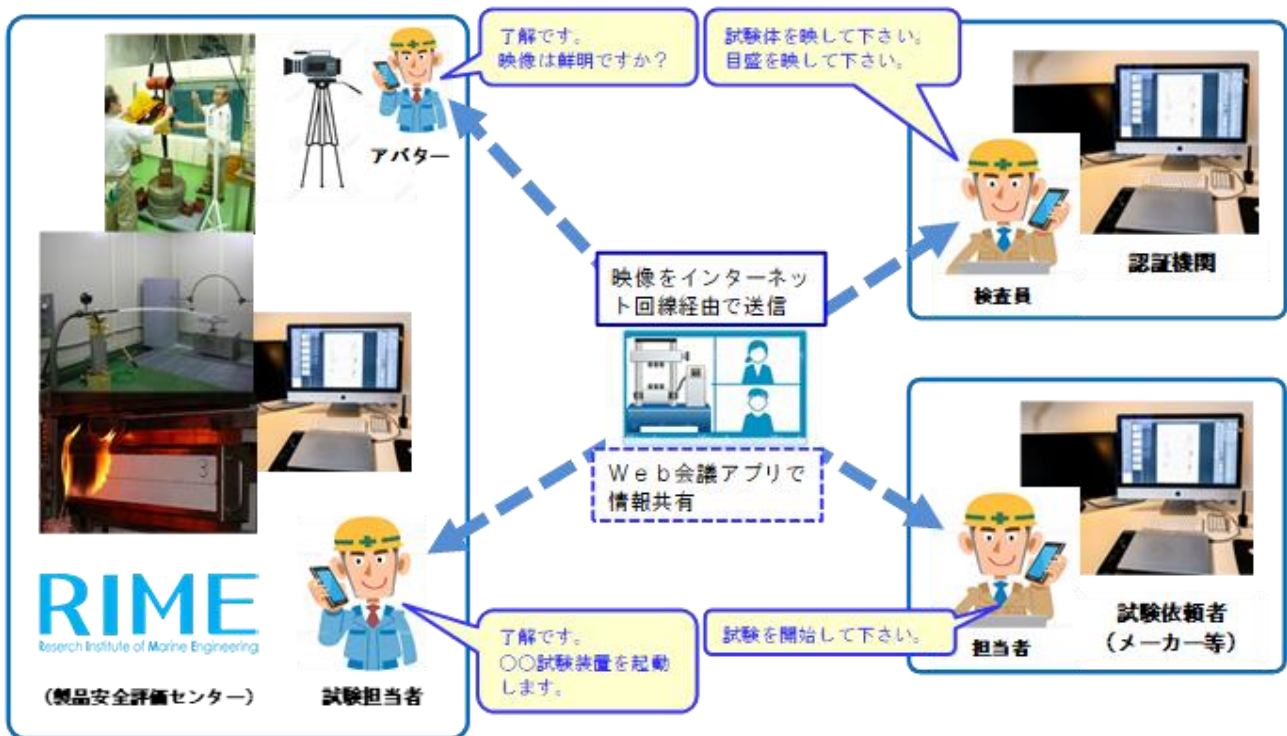 了解です。
映像は鮮明ですか？
アバター
試験体を映して下さい。
目盛を映して下さい。
検査員
認証機関
映像をインターネッ
ト回線経由で送信
Ｗｅｂ会議アプリで
情報共有
3
RIME
Reserch Institute of Marine Engineering
（製品安全評価センター）
試験担当者
了解です。
〇〇試験装置を起動
します。
試験を開始して下さい。
担当者
試験依頼者
（メーカー等）